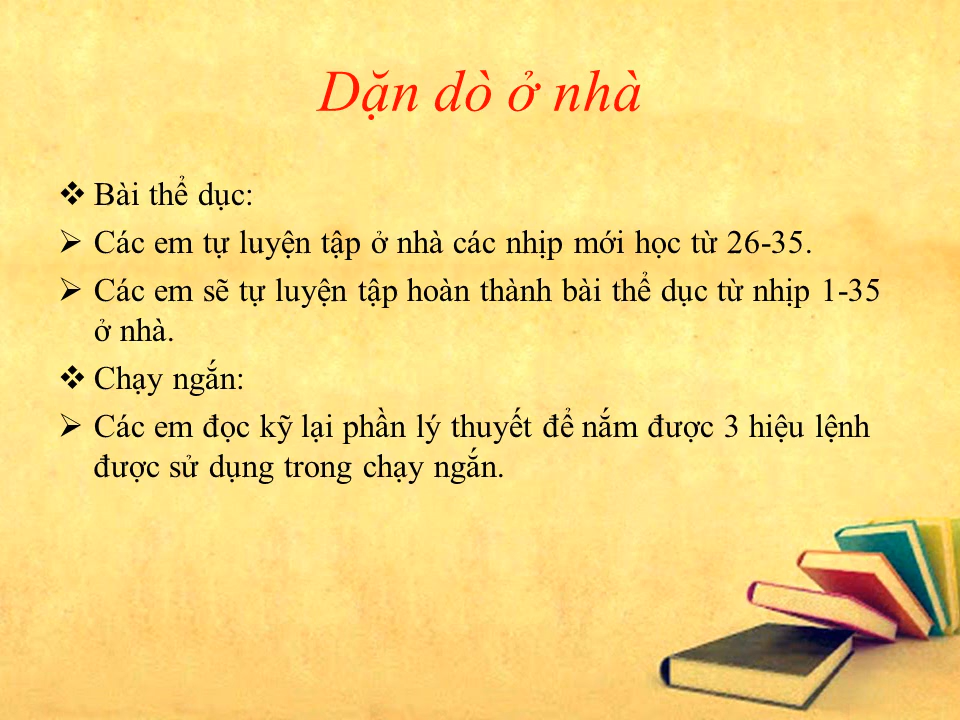 Dặn dò ở nhà
❖ Bài thể dục:
➢ Các em tự luyện tập ở nhà các nhịp mới học từ 26-35.
➢ Các em sẽ tự luyện tập hoàn thành bài thể dục từ nhịp 1-35
ở nhà.
❖ Chạy ngắn:
➢ Các em đọc kỹ lại phần lý thuyết để nắm được 3 hiệu lệnh
được sử dụng trong chạy ngắn.